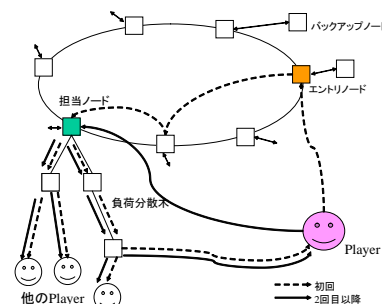 バックアップノード
担当ノード
エントリノード
負荷分散木
Player
他のPlayer
初回
2回目以降